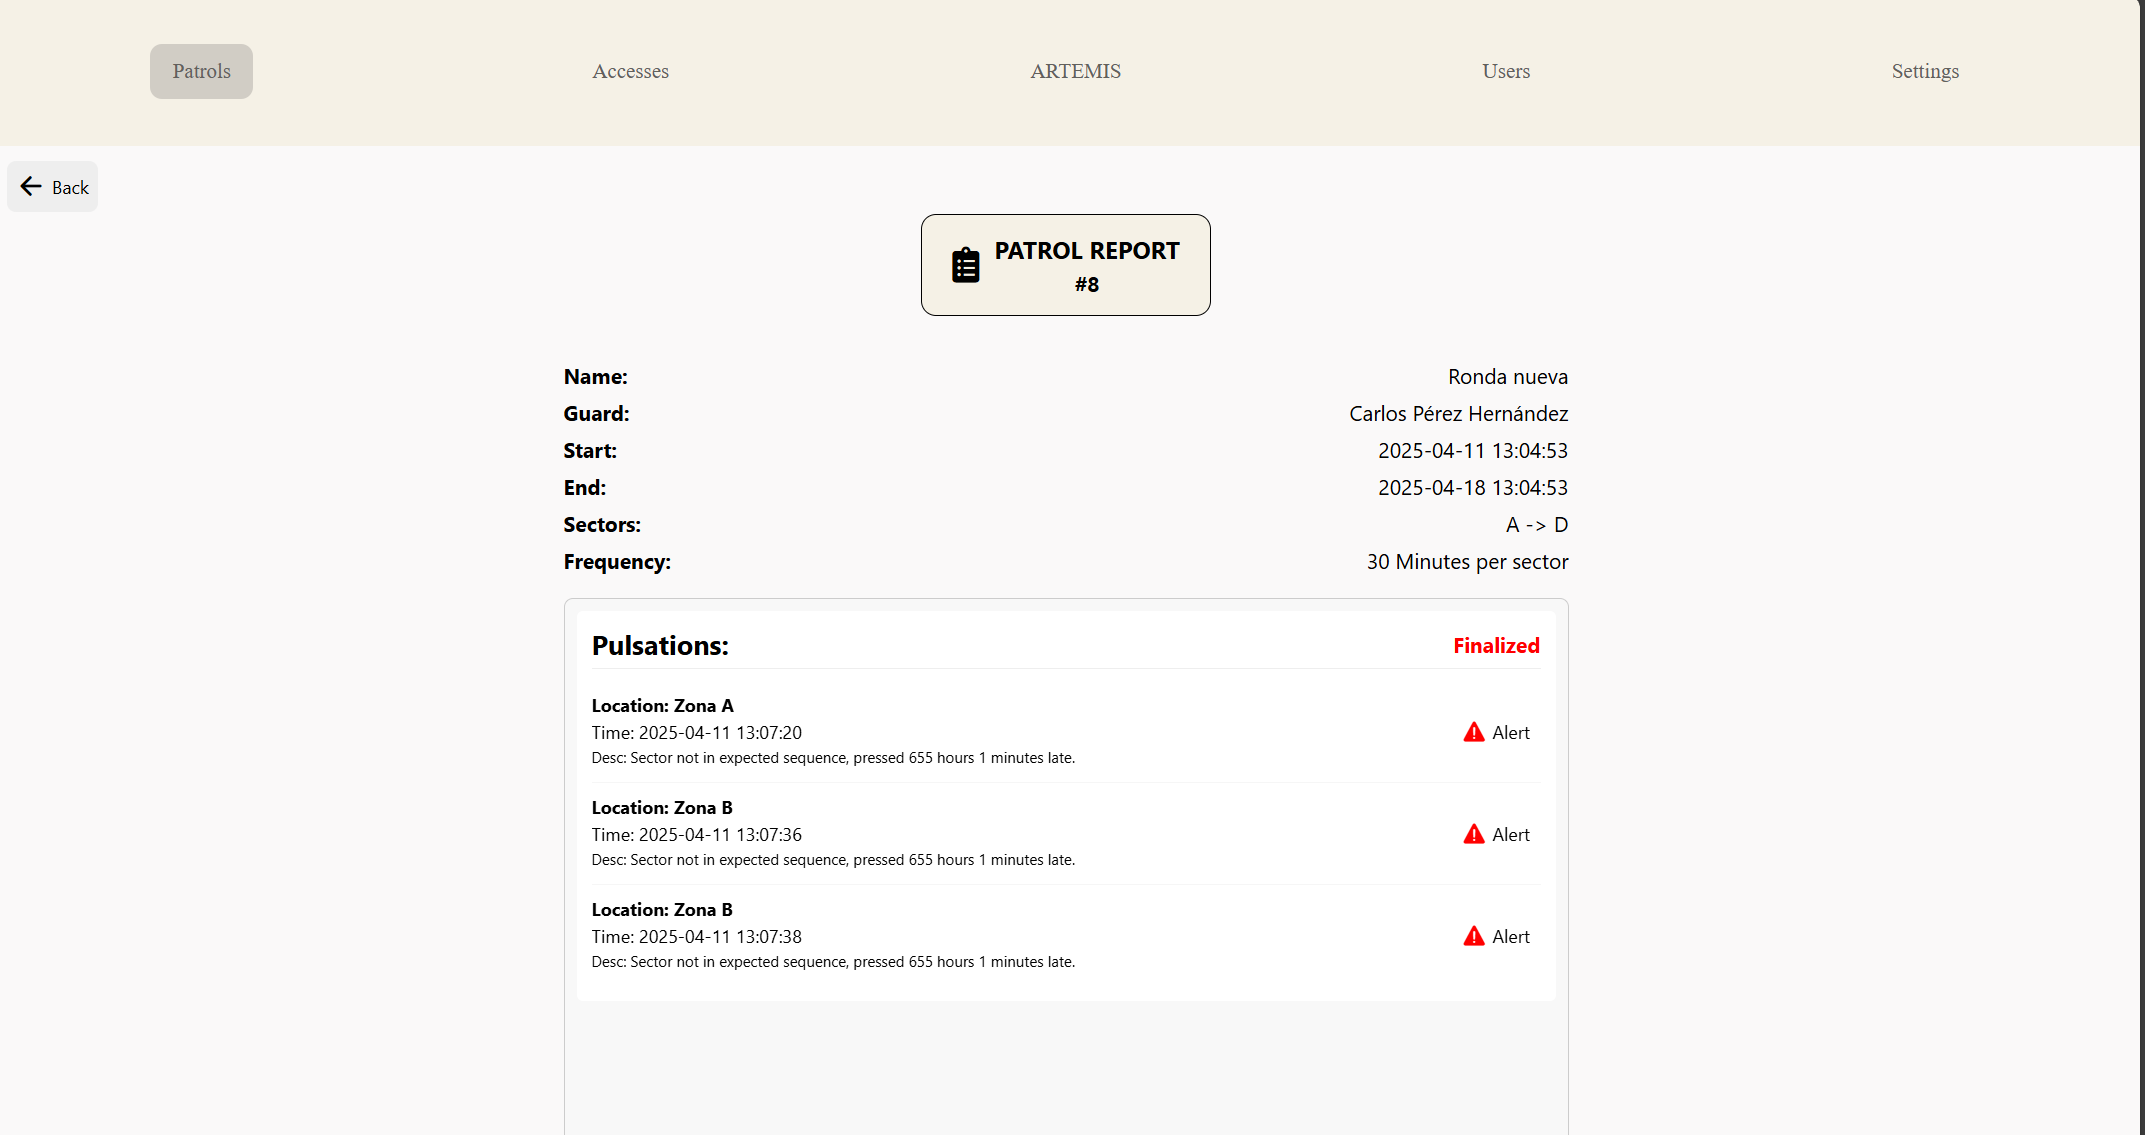 Patrols Accesses ARTEMIS Users Settings
Back
PATROL REPORT
#8
Name: Ronda nueva
Guard: Carlos Pérez Hernández
Start: 2025-04-11 13:04:53
End: 2025-04-18 13:04:53
Sectors: A -> D
Frequency: 30 Minutes per sector
Pulsations: Finalized
Location: Zona A
Time: 2025-04-11 13:07:20
Alert
Desc: Sector not in expected sequence, pressed 655 hours 1 minutes late.
Location: Zona B
Time: 2025-04-11 13:07:36
Alert
Desc: Sector not in expected sequence, pressed 655 hours 1 minutes late.
Location: Zona B
Time: 2025-04-11 13:07:38
Alert
Desc: Sector not in expected sequence, pressed 655 hours 1 minutes late.